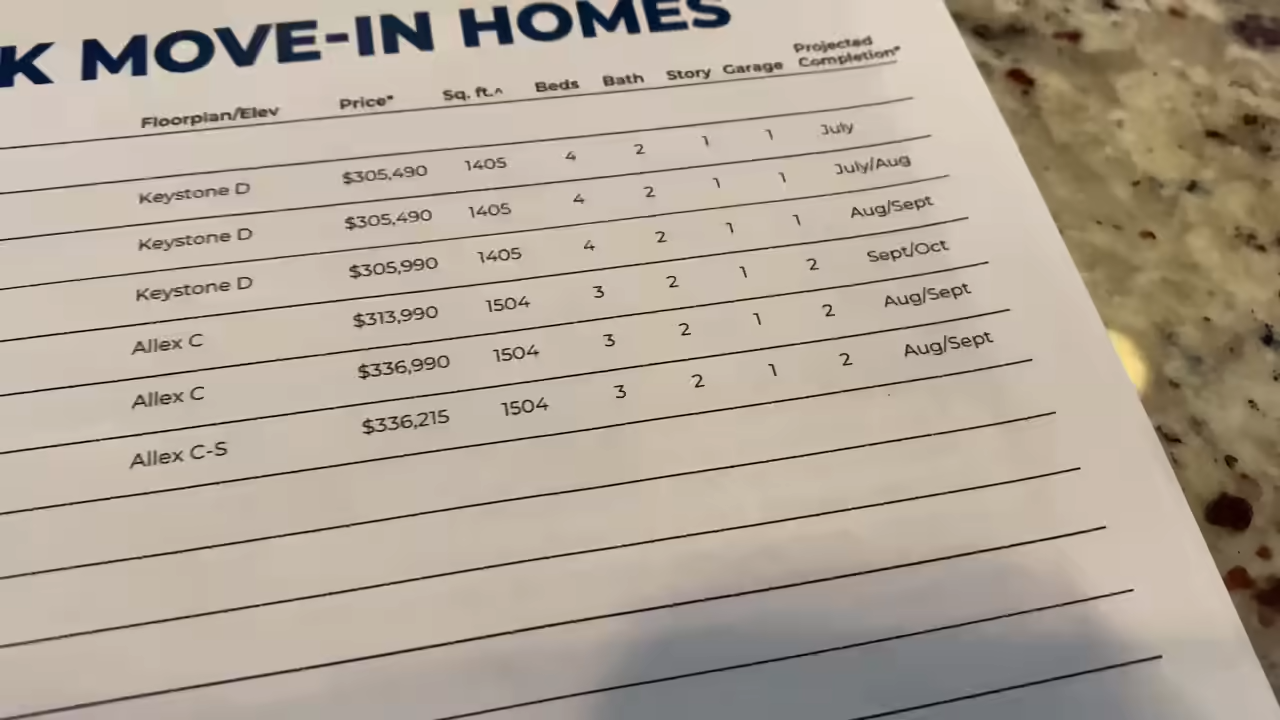 K MOVE-IN HOMES
Floorplan/Elev Price* Sq. ft.^ Beds Bath Story Garage Projected Completion*
Keystone D $305,490 1405 4 2 1 1 July
Keystone D $305,490 1405 4 2 1 1 July/Aug
Keystone D $305,990 1405 4 2 1 1 Aug/Sept
Allex C $313,990 1504 3 2 1 2 Sept/Oct
Allex C $336,990 1504 3 2 1 2 Aug/Sept
Allex C-S $336,215 1504 3 2 1 2 Aug/Sept